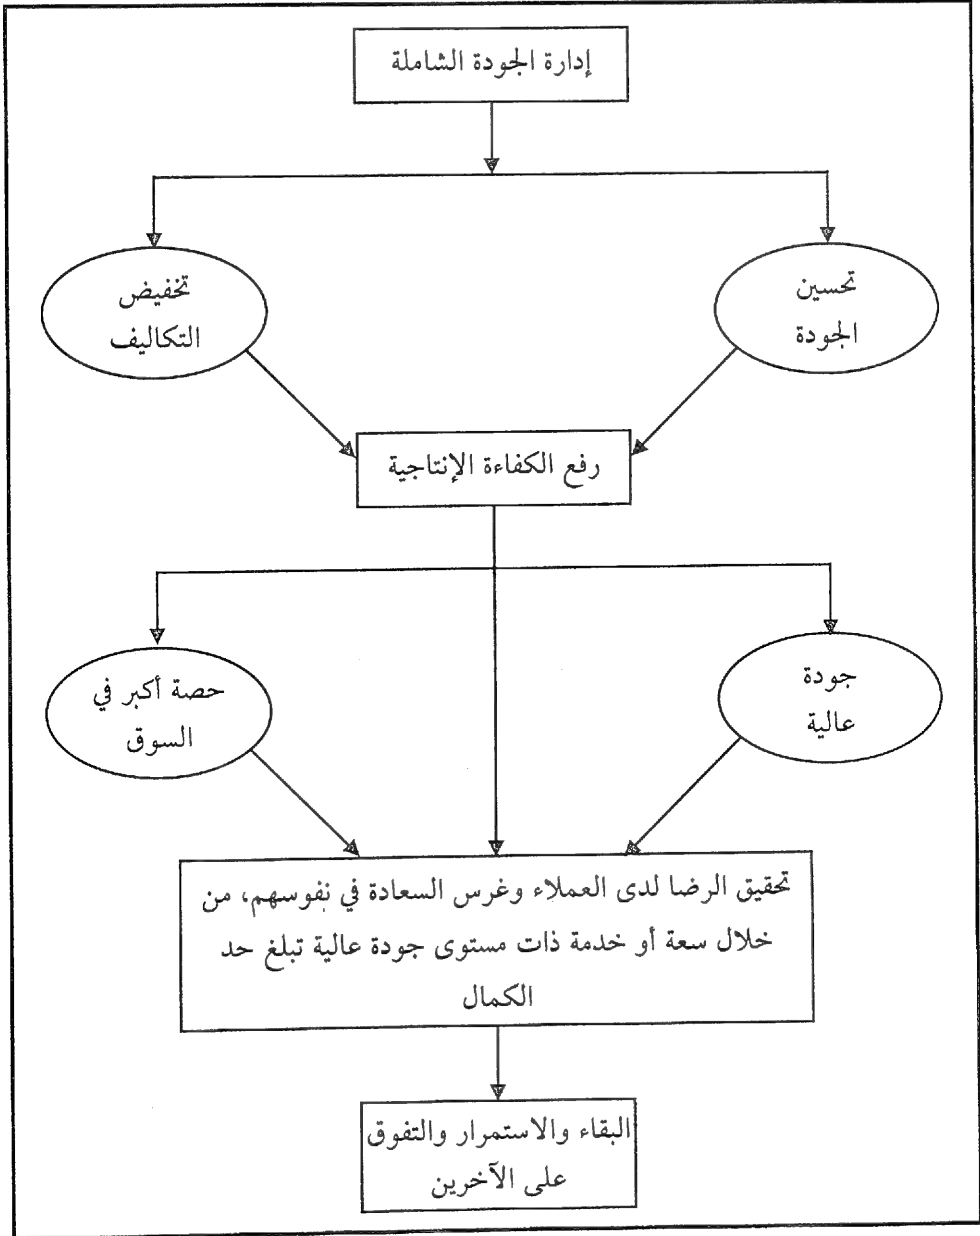 إدارة الجودة الشاملة
تحسين
الجودة
تخفيض
التكاليف
رفع الكفاءة الإنتاجية
جودة
عالية
حصة أكبر في
السوق
تحقيق الرضا لدى العملاء وغرس السعادة في نفوسهم، من
خلال سعة أو خدمة ذات مستوى جودة عالية تبلغ حد
الكمال
البقاء والاستمرار والتفوق
على الآخرين